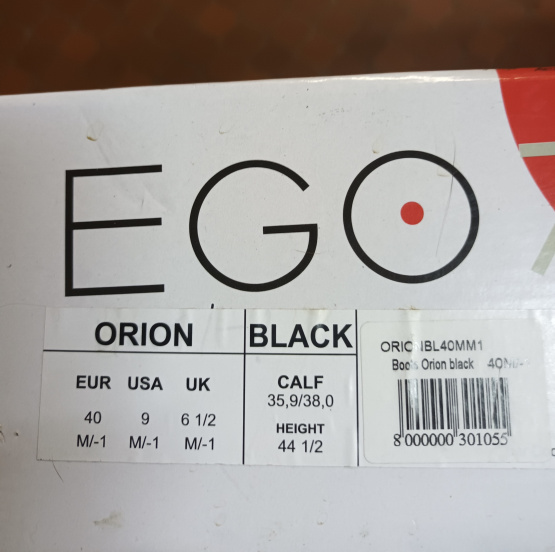 EGO
ORION
EUR USA UK
40 9 6 1/2
M/-1 M/-1 M/-1
BLACK
CALF
35,9/38,0
HEIGHT
44 1/2
ORIONBL40MM1
Orion black
8 000000 301055